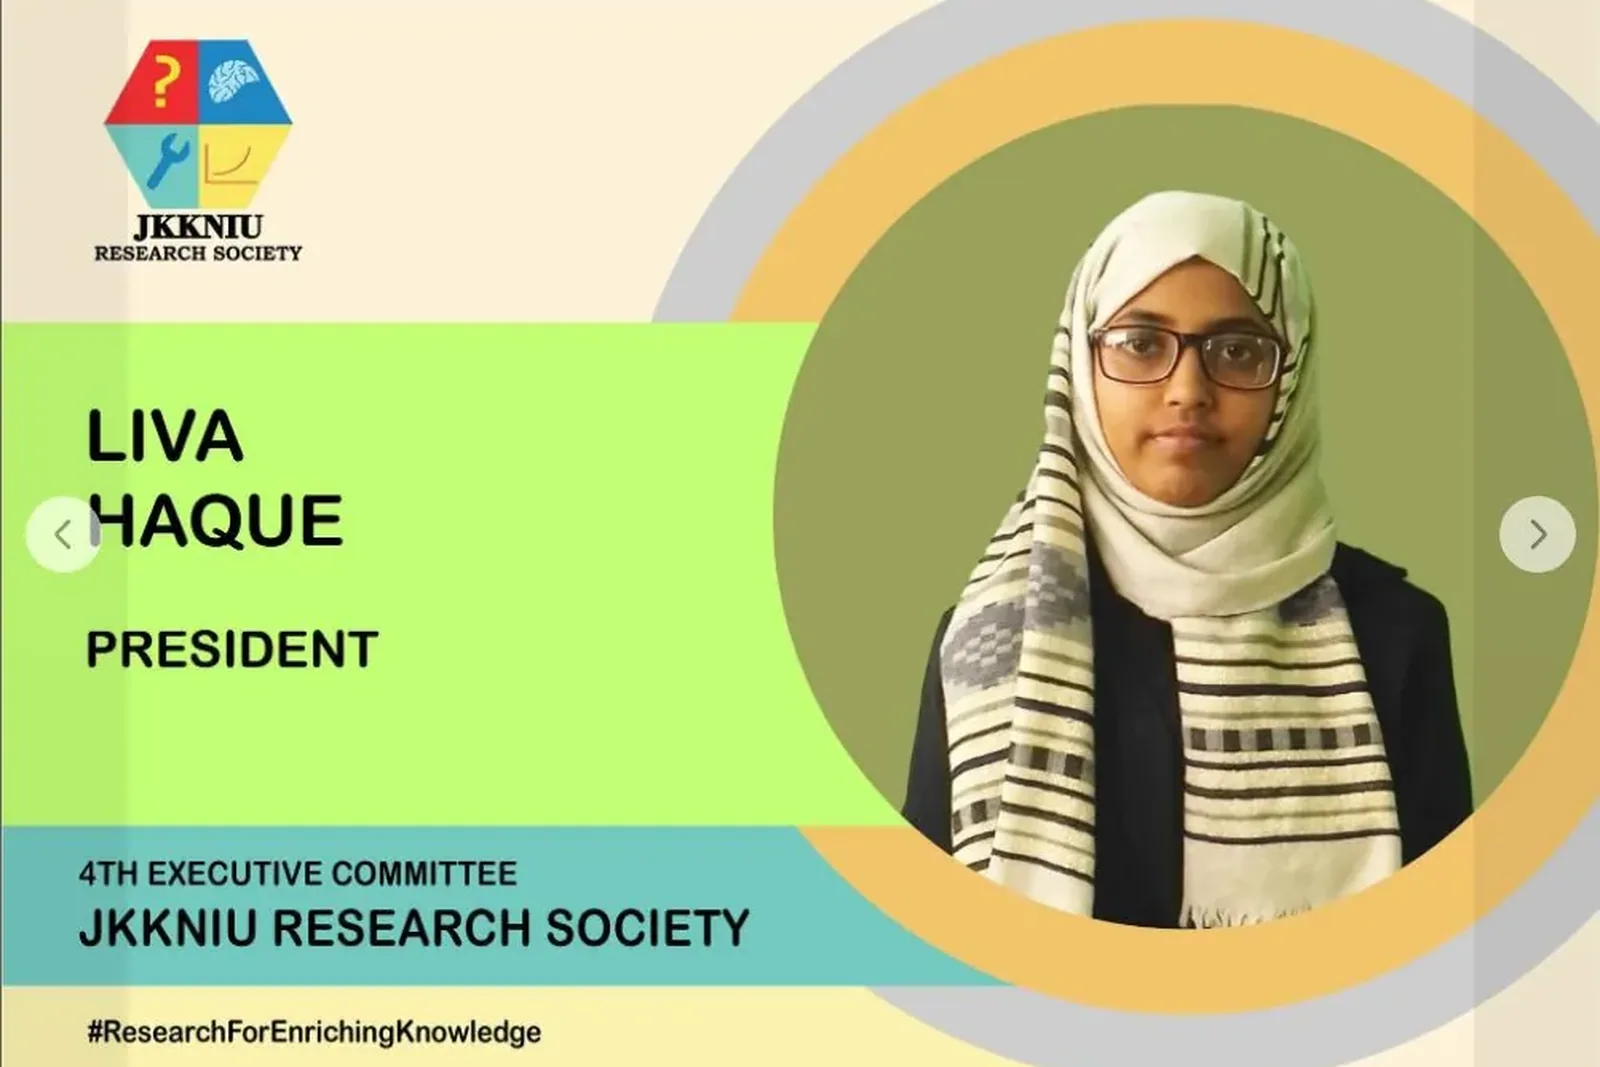 ?
JKKNIU
RESEARCH SOCIETY
LIVA
HAQUE
PRESIDENT
4TH EXECUTIVE COMMITTEE
JKKNIU RESEARCH SOCIETY
#ResearchForEnrichingKnowledge